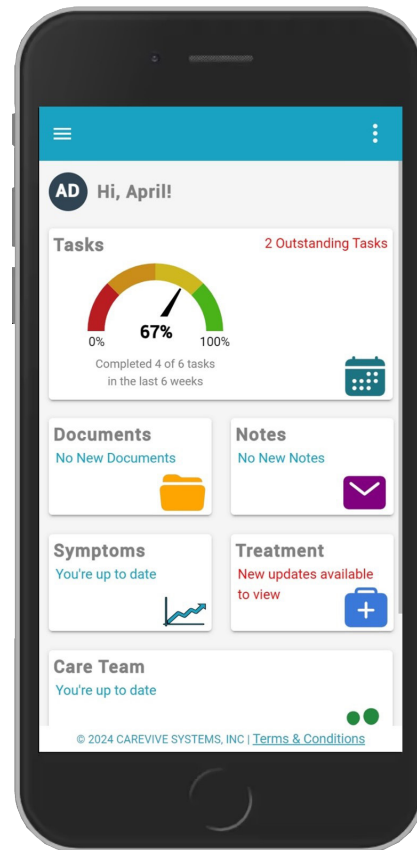 AD Hi, April!
Tasks
2 Outstanding Tasks
67%
0% 100%
Completed 4 of 6 tasks
in the last 6 weeks
Documents
No New Documents
Notes
No New Notes
Symptoms
You're up to date
Treatment
New updates available
to view
Care Team
You're up to date
© 2024 CAREVIVE SYSTEMS, INC | Terms & Conditions